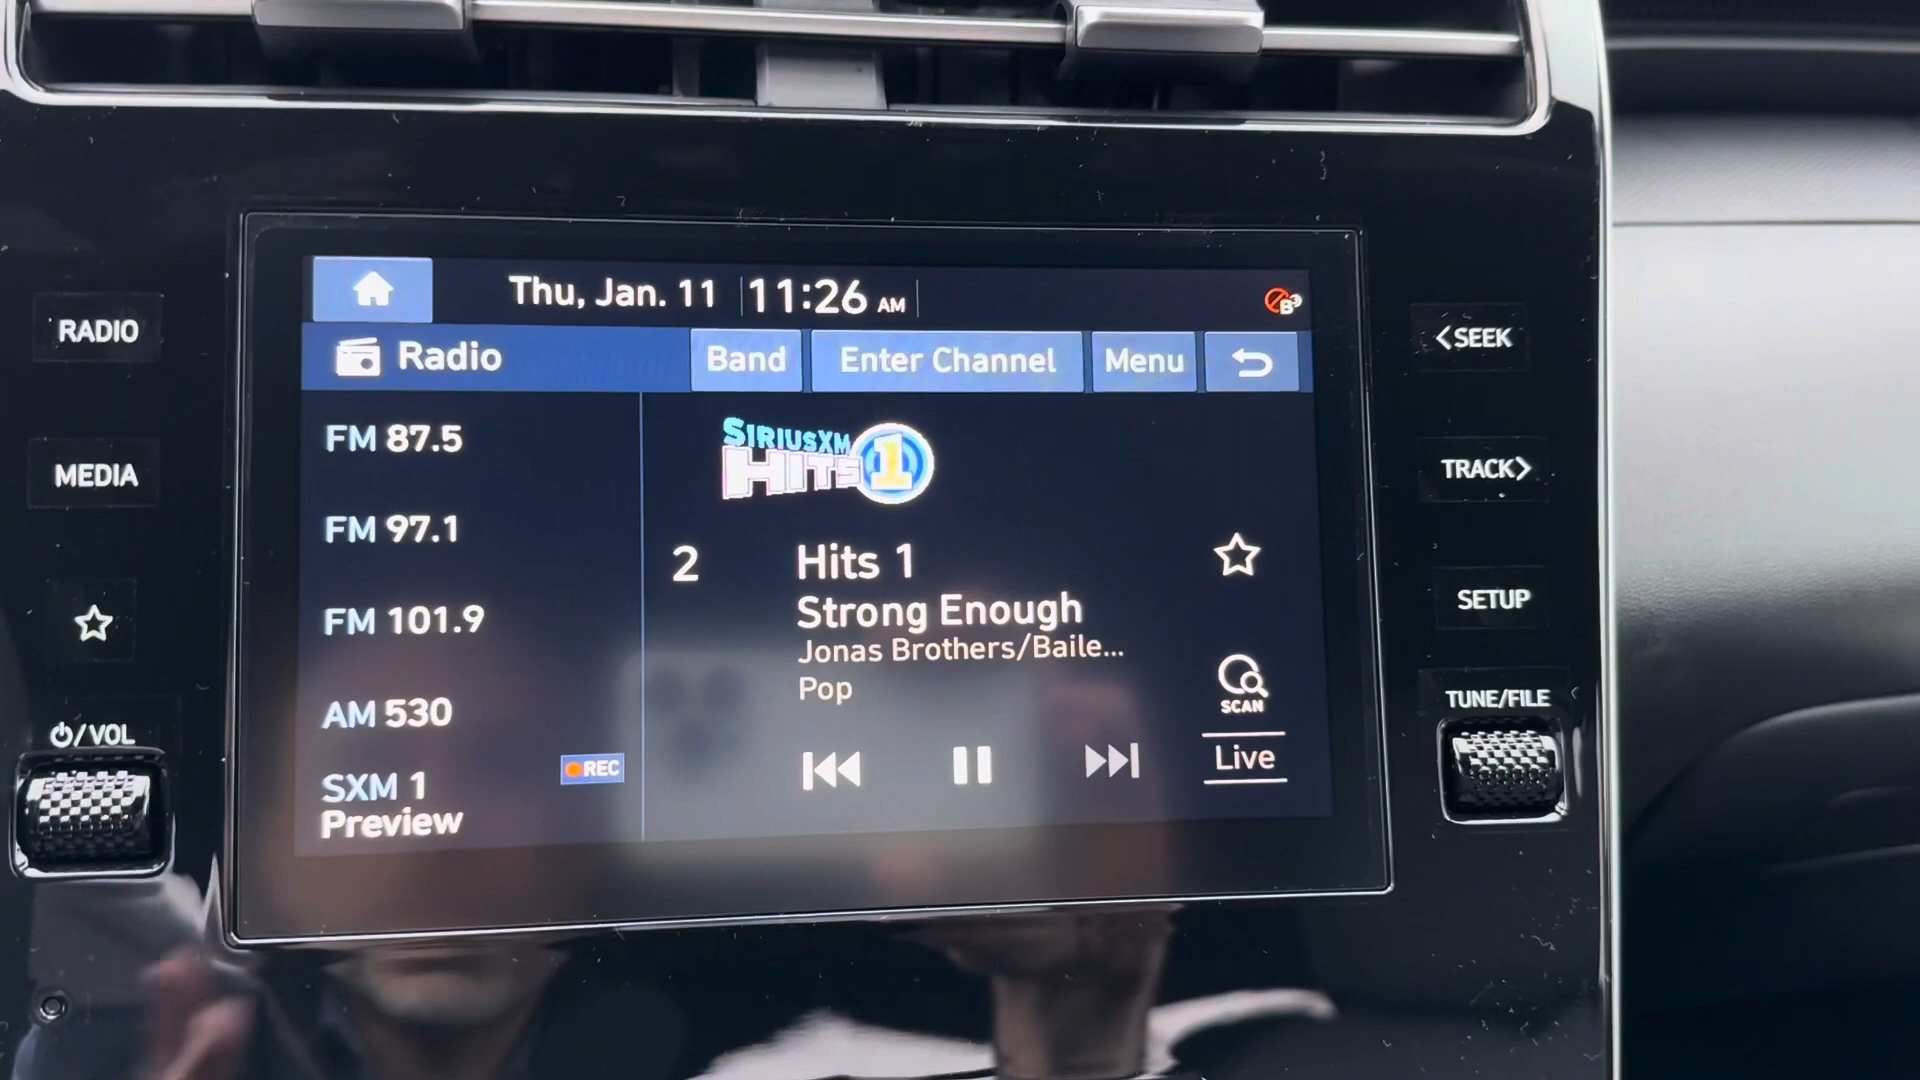 Thu, Jan. 11 11:26 AM
B
Radio Band Enter Channel Menu
FM 87.5
FM 97.1
FM 101.9
AM 530
SXM 1
Preview
REC
SIRIUSXM
HITS 1
2 Hits 1
Strong Enough
Jonas Brothers/Baile...
Pop
SCAN
Live
RADIO
MEDIA
/VOL
<SEEK
TRACK>
SETUP
TUNE/FILE